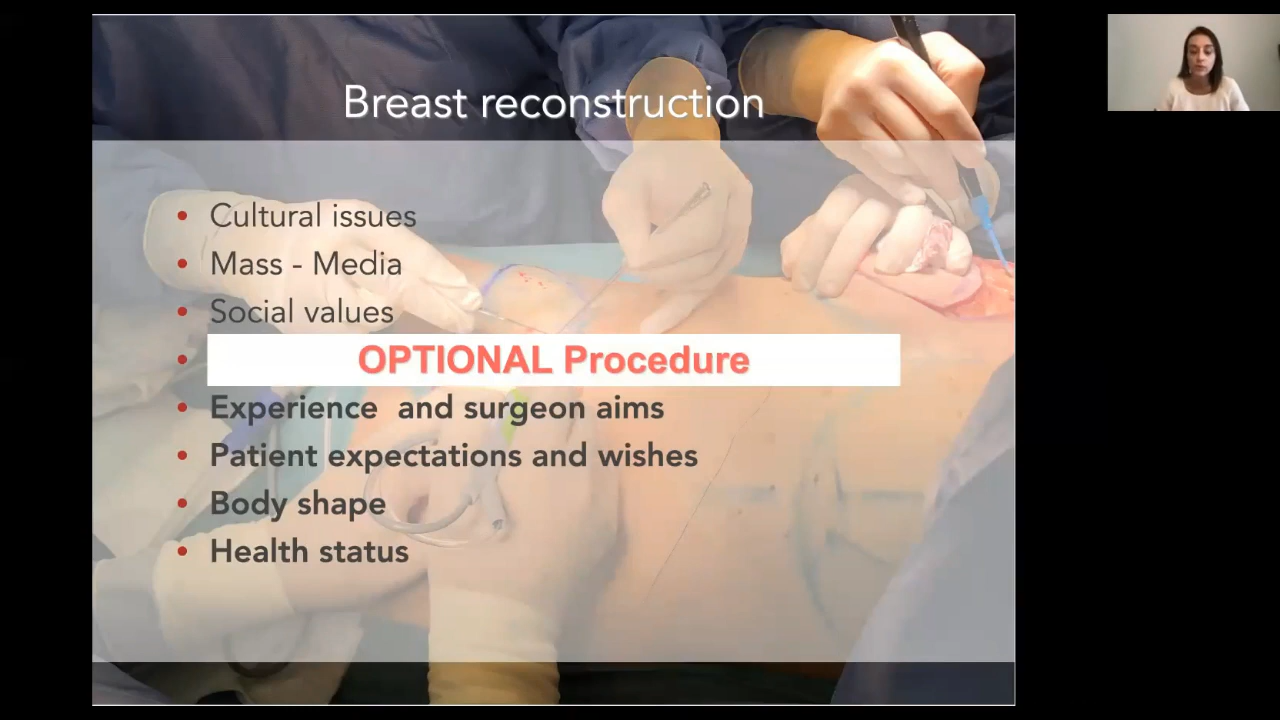 Breast reconstruction
• Cultural issues
• Mass - Media
• Social values
• OPTIONAL Procedure
• Experience  and surgeon aims
• Patient expectations and wishes
• Body shape
• Health status